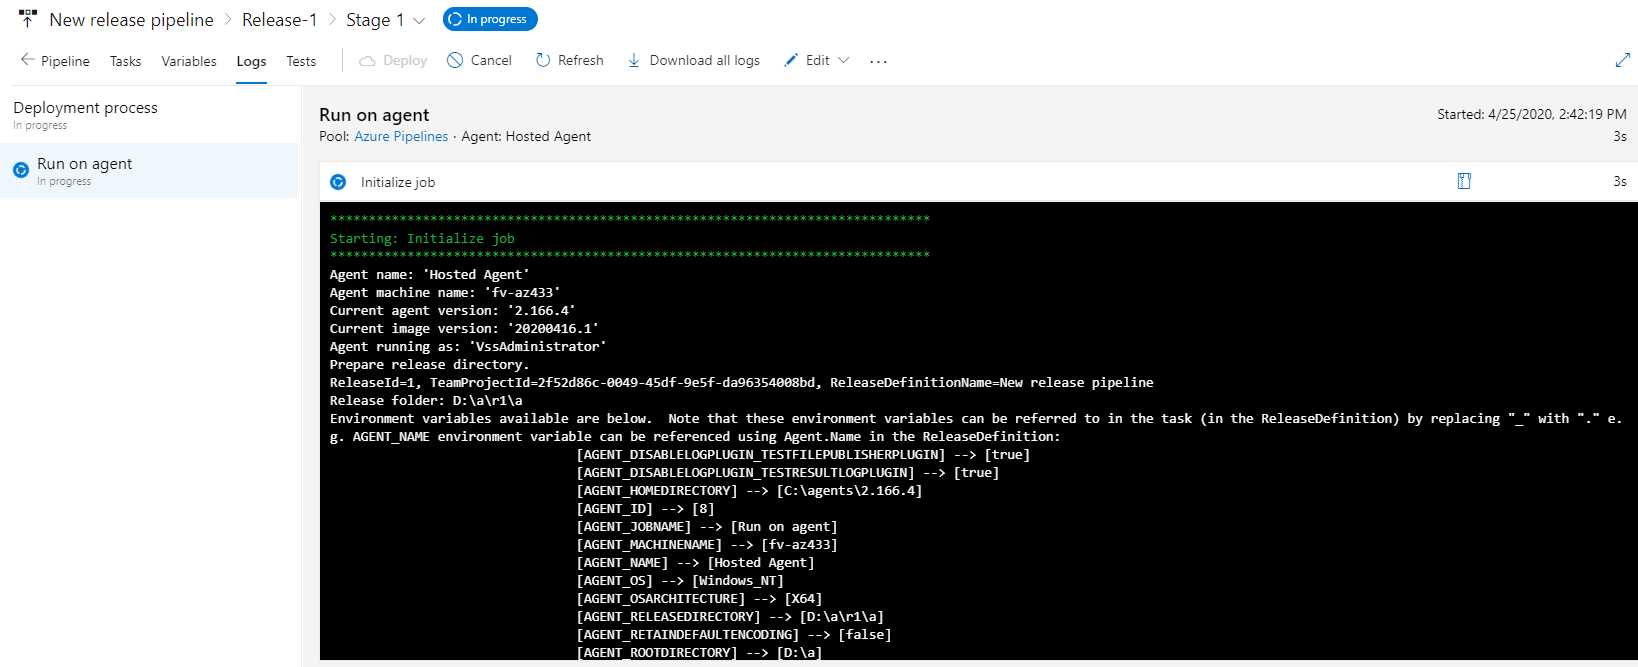 New release pipeline > Release-1 > Stage 1 In progress
Pipeline Tasks Variables Logs Tests Deploy Cancel Refresh Download all logs Edit ...
Deployment process
In progress
Run on agent
In progress
Run on agent
Started: 4/25/2020, 2:42:19 PM
Pool: Azure Pipelines · Agent: Hosted Agent
3s
Initialize job
3s
******************************************************************************
Starting: Initialize job
******************************************************************************
Agent name: 'Hosted Agent'
Agent machine name: 'fv-az433'
Current agent version: '2.166.4'
Current image version: '20200416.1'
Agent running as: 'VssAdministrator'
Prepare release directory.
ReleaseId=1, TeamProjectId=2f52d86c-0049-45df-9e5f-da96354008bd, ReleaseDefinitionName=New release pipeline
Release folder: D:\a\r1\a
Environment variables available are below.  Note that these environment variables can be referred to in the task (in the ReleaseDefinition) by replacing "_" with "." e.
g. AGENT_NAME environment variable can be referenced using Agent.Name in the ReleaseDefinition:
[AGENT_DISABLELOGPLUGIN_TESTFILEPUBLISHERPLUGIN] --> [true]
[AGENT_DISABLELOGPLUGIN_TESTRESULTLOGPLUGIN] --> [true]
[AGENT_HOMEDIRECTORY] --> [C:\agents\2.166.4]
[AGENT_ID] --> [8]
[AGENT_JOBNAME] --> [Run on agent]
[AGENT_MACHINENAME] --> [fv-az433]
[AGENT_NAME] --> [Hosted Agent]
[AGENT_OS] --> [Windows_NT]
[AGENT_OSARCHITECTURE] --> [X64]
[AGENT_RELEASEDIRECTORY] --> [D:\a\r1\a]
[AGENT_RETAINDEFAULTENCODING] --> [false]
[AGENT_ROOTDIRECTORY] --> [D:\a]